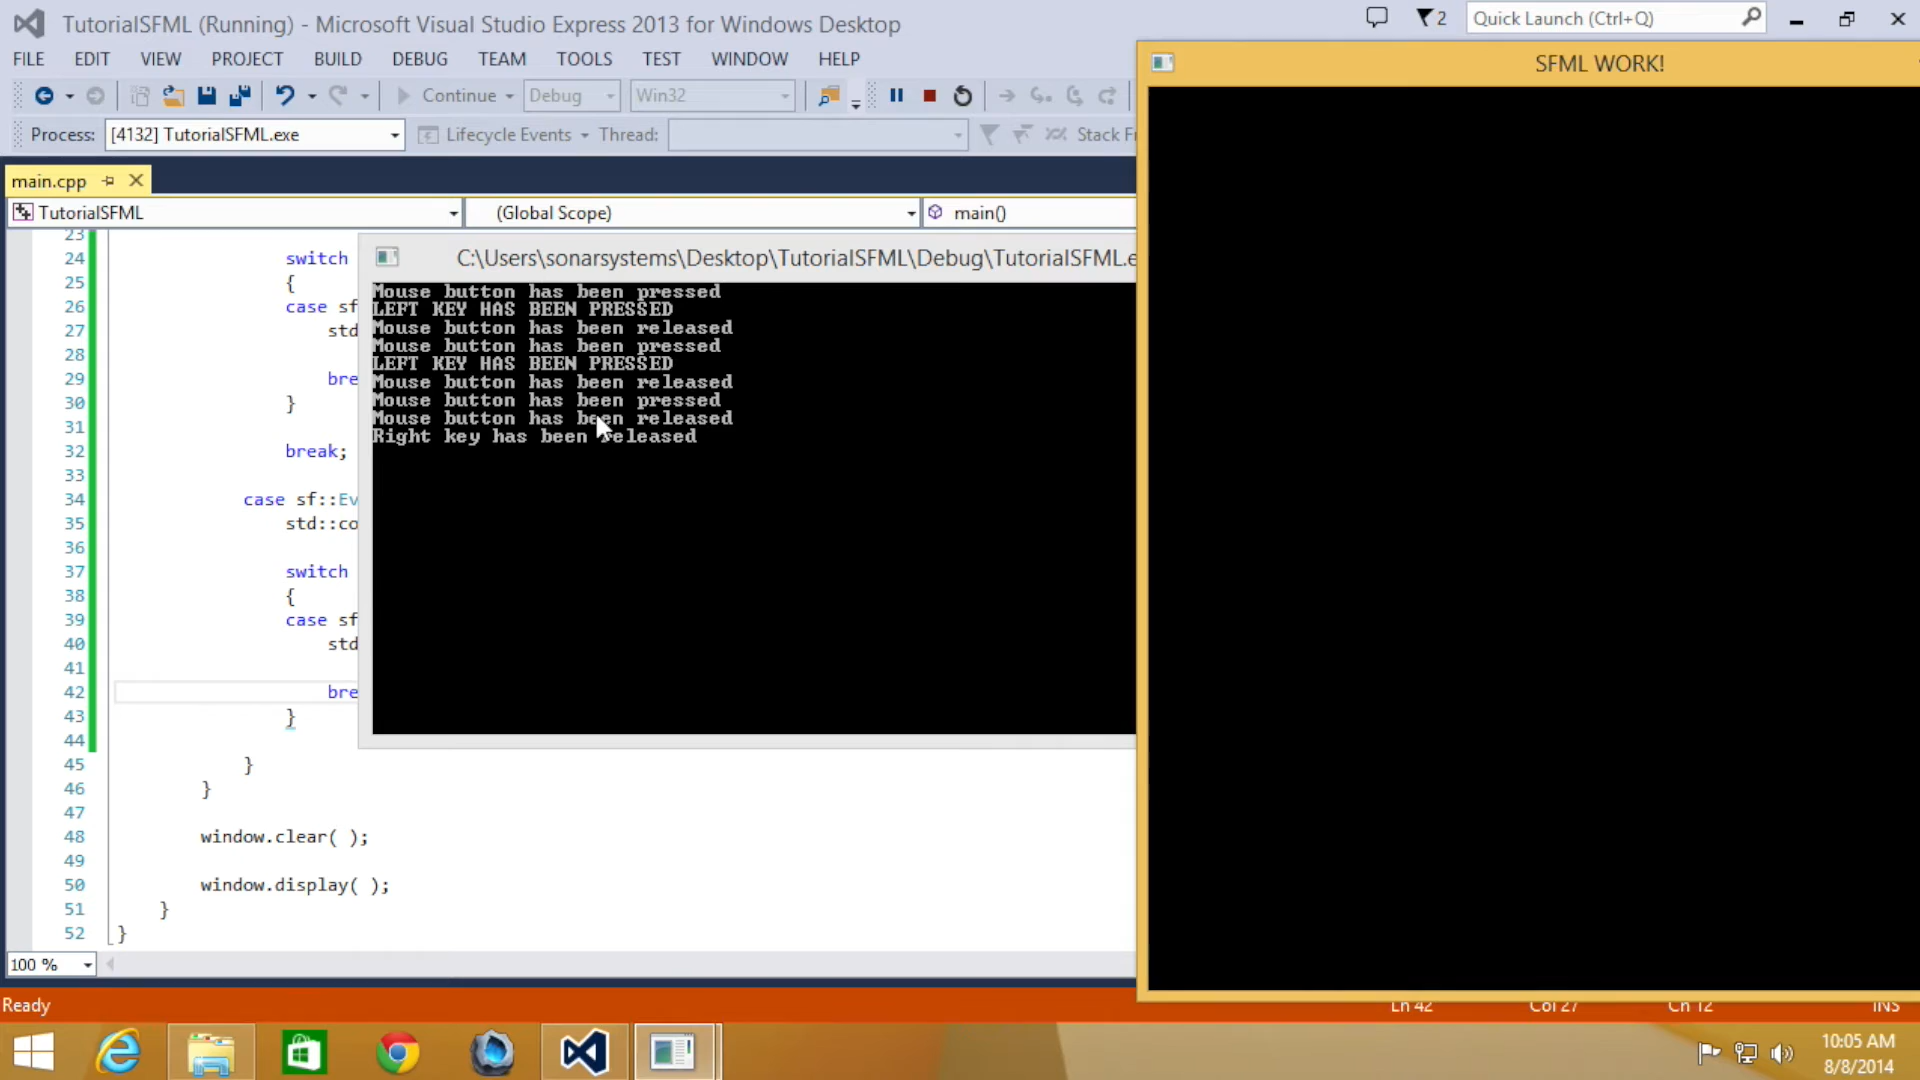 TutorialSFML (Running) - Microsoft Visual Studio Express 2013 for Windows Desktop
2
Quick Launch (Ctrl+Q)
FILE EDIT VIEW PROJECT BUILD DEBUG TEAM TOOLS TEST WINDOW HELP
SFML WORK!
Continue Debug Win32
Process: [4132] TutorialSFML.exe Lifecycle Events Thread: Stack Fr
main.cpp
TutorialSFML (Global Scope) main()
C:\Users\sonarsystems\Desktop\TutorialSFML\Debug\TutorialSFML.e
Mouse button has been pressed
LEFT KEY HAS BEEN PRESSED
Mouse button has been released
Mouse button has been pressed
LEFT KEY HAS BEEN PRESSED
Mouse button has been released
Mouse button has been pressed
Mouse button has been released
Right key has been released
23
24 switch
25 {
26 case sf
27 std
28
29 bre
30 }
31
32 break;
33
34 case sf::Ev
35 std::co
36
37 switch
38 {
39 case sf
40 std
41
42 bre
43 }
44
45 }
46 }
47
48 window.clear( );
49
50 window.display( );
51 }
52 }
100 %
Ready Ln 42 Col 27 Ch 12 INS
10:05 AM
8/8/2014